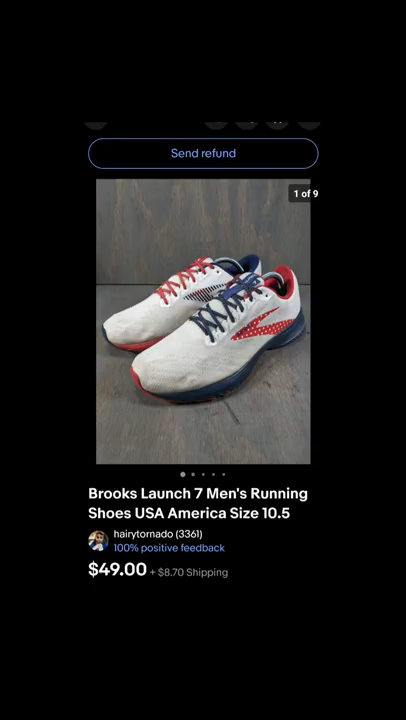 Send refund
1 of 9
Brooks Launch 7 Men's Running
Shoes USA America Size 10.5
hairytornado (3361)
100% positive feedback
$49.00 + $8.70 Shipping